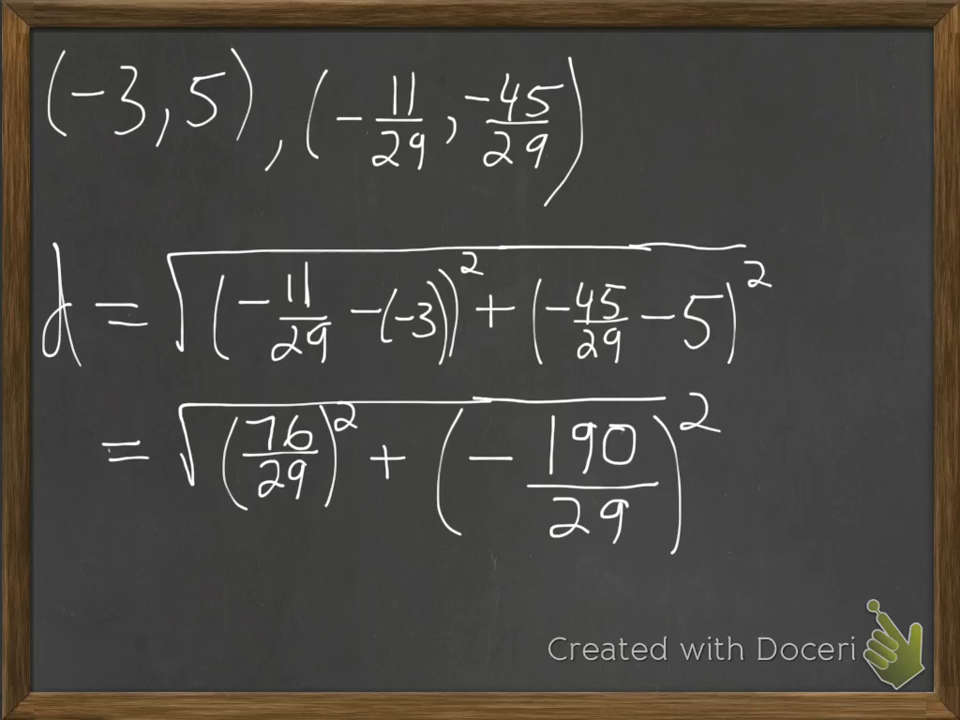 (-3, 5), (-11/29, -45/29)
d = √((-11/29 - (-3))² + (-45/29 - 5)²)
= √((76/29)² + (-190/29)²)
Created with Doceri